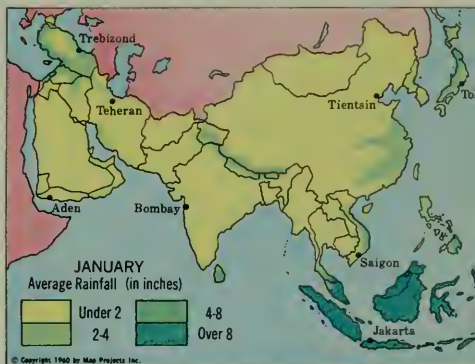 Trebizond
Teheran
Tientsin
To
Aden
Bombay
Saigon
JANUARY
Average Rainfall (in inches)
Under 2
4-8
2-4
Over 8
Jakarta
© Copyright 1960 by Map Projects Inc.